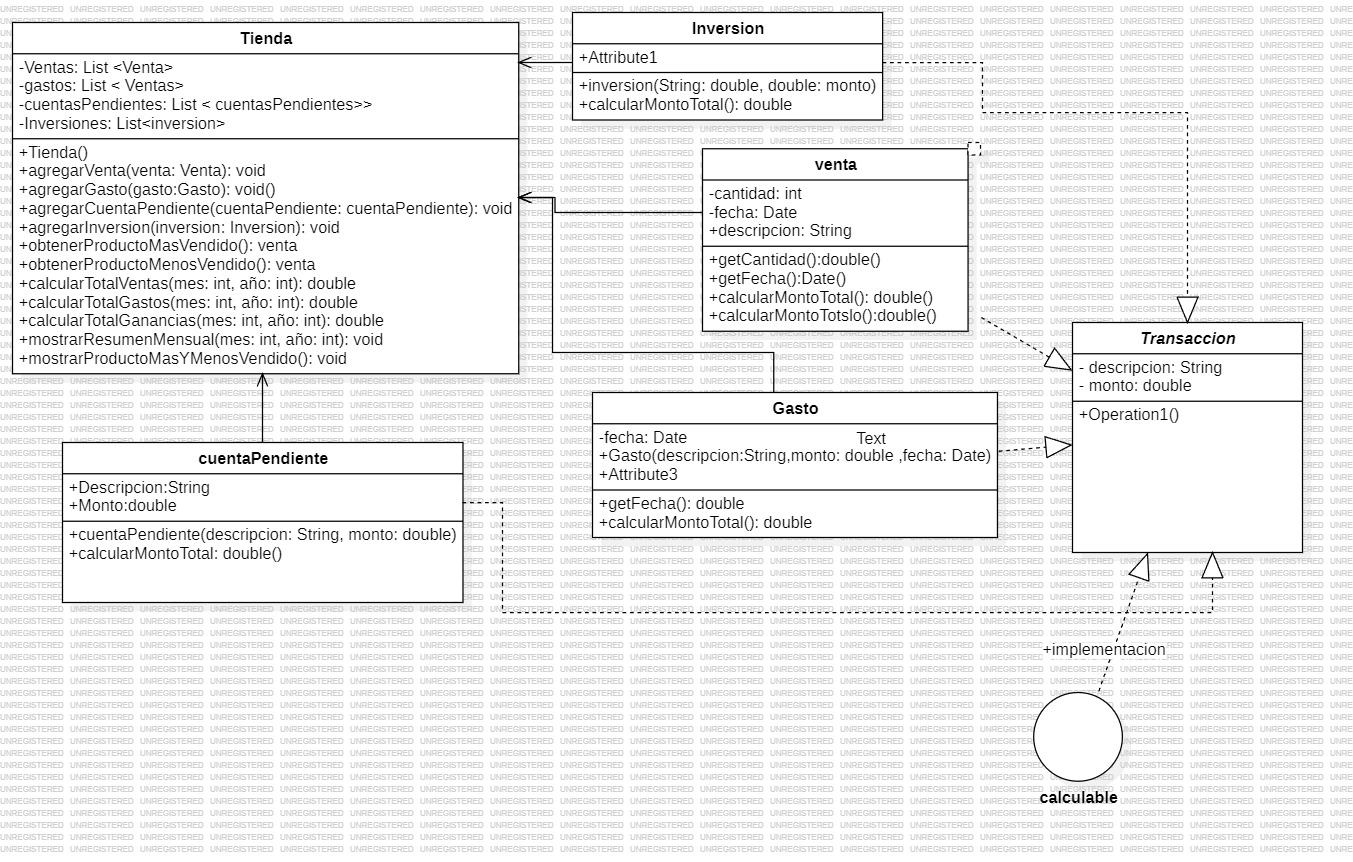 Tienda
-Ventas: List <Venta>
-gastos: List < Ventas>
-cuentasPendientes: List < cuentasPendientes>>
-Inversiones: List<inversion>
+Tienda()
+agregarVenta(venta: Venta): void
+agregarGasto(gasto:Gasto): void()
+agregarCuentaPendiente(cuentaPendiente: cuentaPendiente): void
+agregarInversion(inversion: Inversion): void
+obtenerProductoMasVendido(): venta
+obtenerProductoMenosVendido(): venta
+calcularTotalVentas(mes: int, año: int): double
+calcularTotalGastos(mes: int, año: int): double
+calcularTotalGanancias(mes: int, año: int): double
+mostrarResumenMensual(mes: int, año: int): void
+mostrarProductoMasYMenosVendido(): void
Inversion
+Attribute1
+inversion(String: double, double: monto)
+calcularMontoTotal(): double
venta
-cantidad: int
-fecha: Date
+descripcion: String
+getCantidad():double()
+getFecha():Date()
+calcularMontoTotal(): double()
+calcularMontoTotslo():double()
Transaccion
- descripcion: String
- monto: double
+Operation1()
Gasto
-fecha: Date
Text
+Gasto(descripcion:String,monto: double ,fecha: Date)
+Attribute3
+getFecha(): double
+calcularMontoTotal(): double
cuentaPendiente
+Descripcion:String
+Monto:double
+cuentaPendiente(descripcion: String, monto: double)
+calcularMontoTotal: double()
+implementacion
calculable
UNREGISTERED